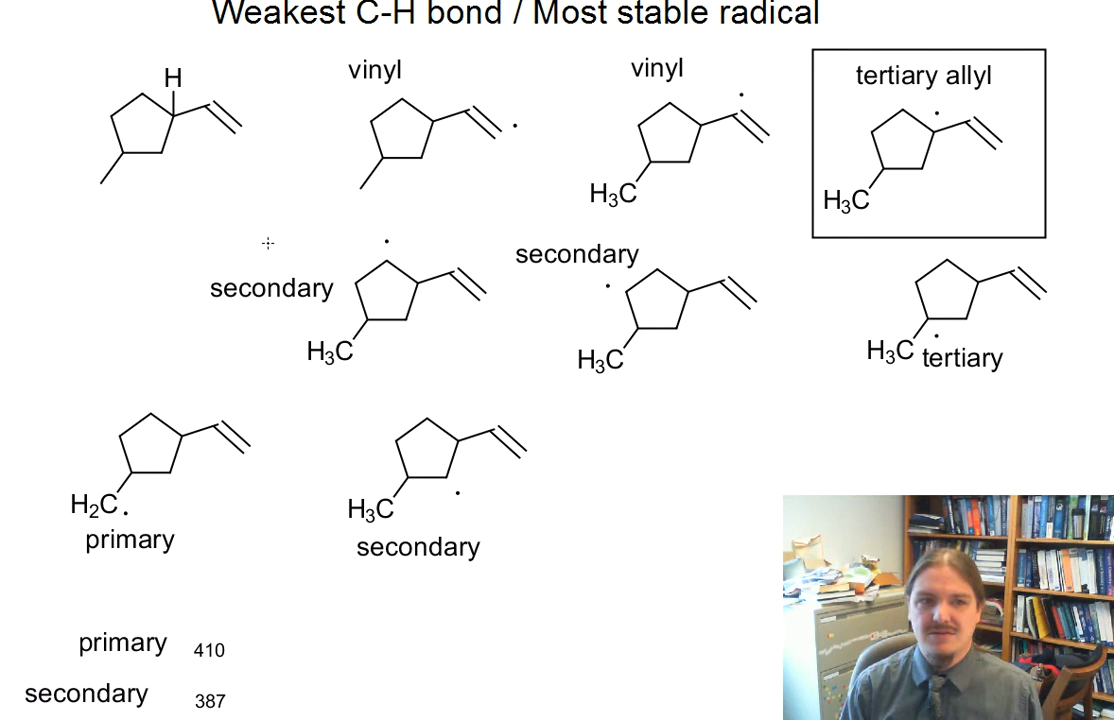 Weakest C-H bond / Most stable radical
H
vinyl
vinyl
H₃C
tertiary allyl
H₃C
secondary
H₃C
secondary
H₃C
H₃C
tertiary
H₂C
primary
H₃C
secondary
primary 410
secondary 387